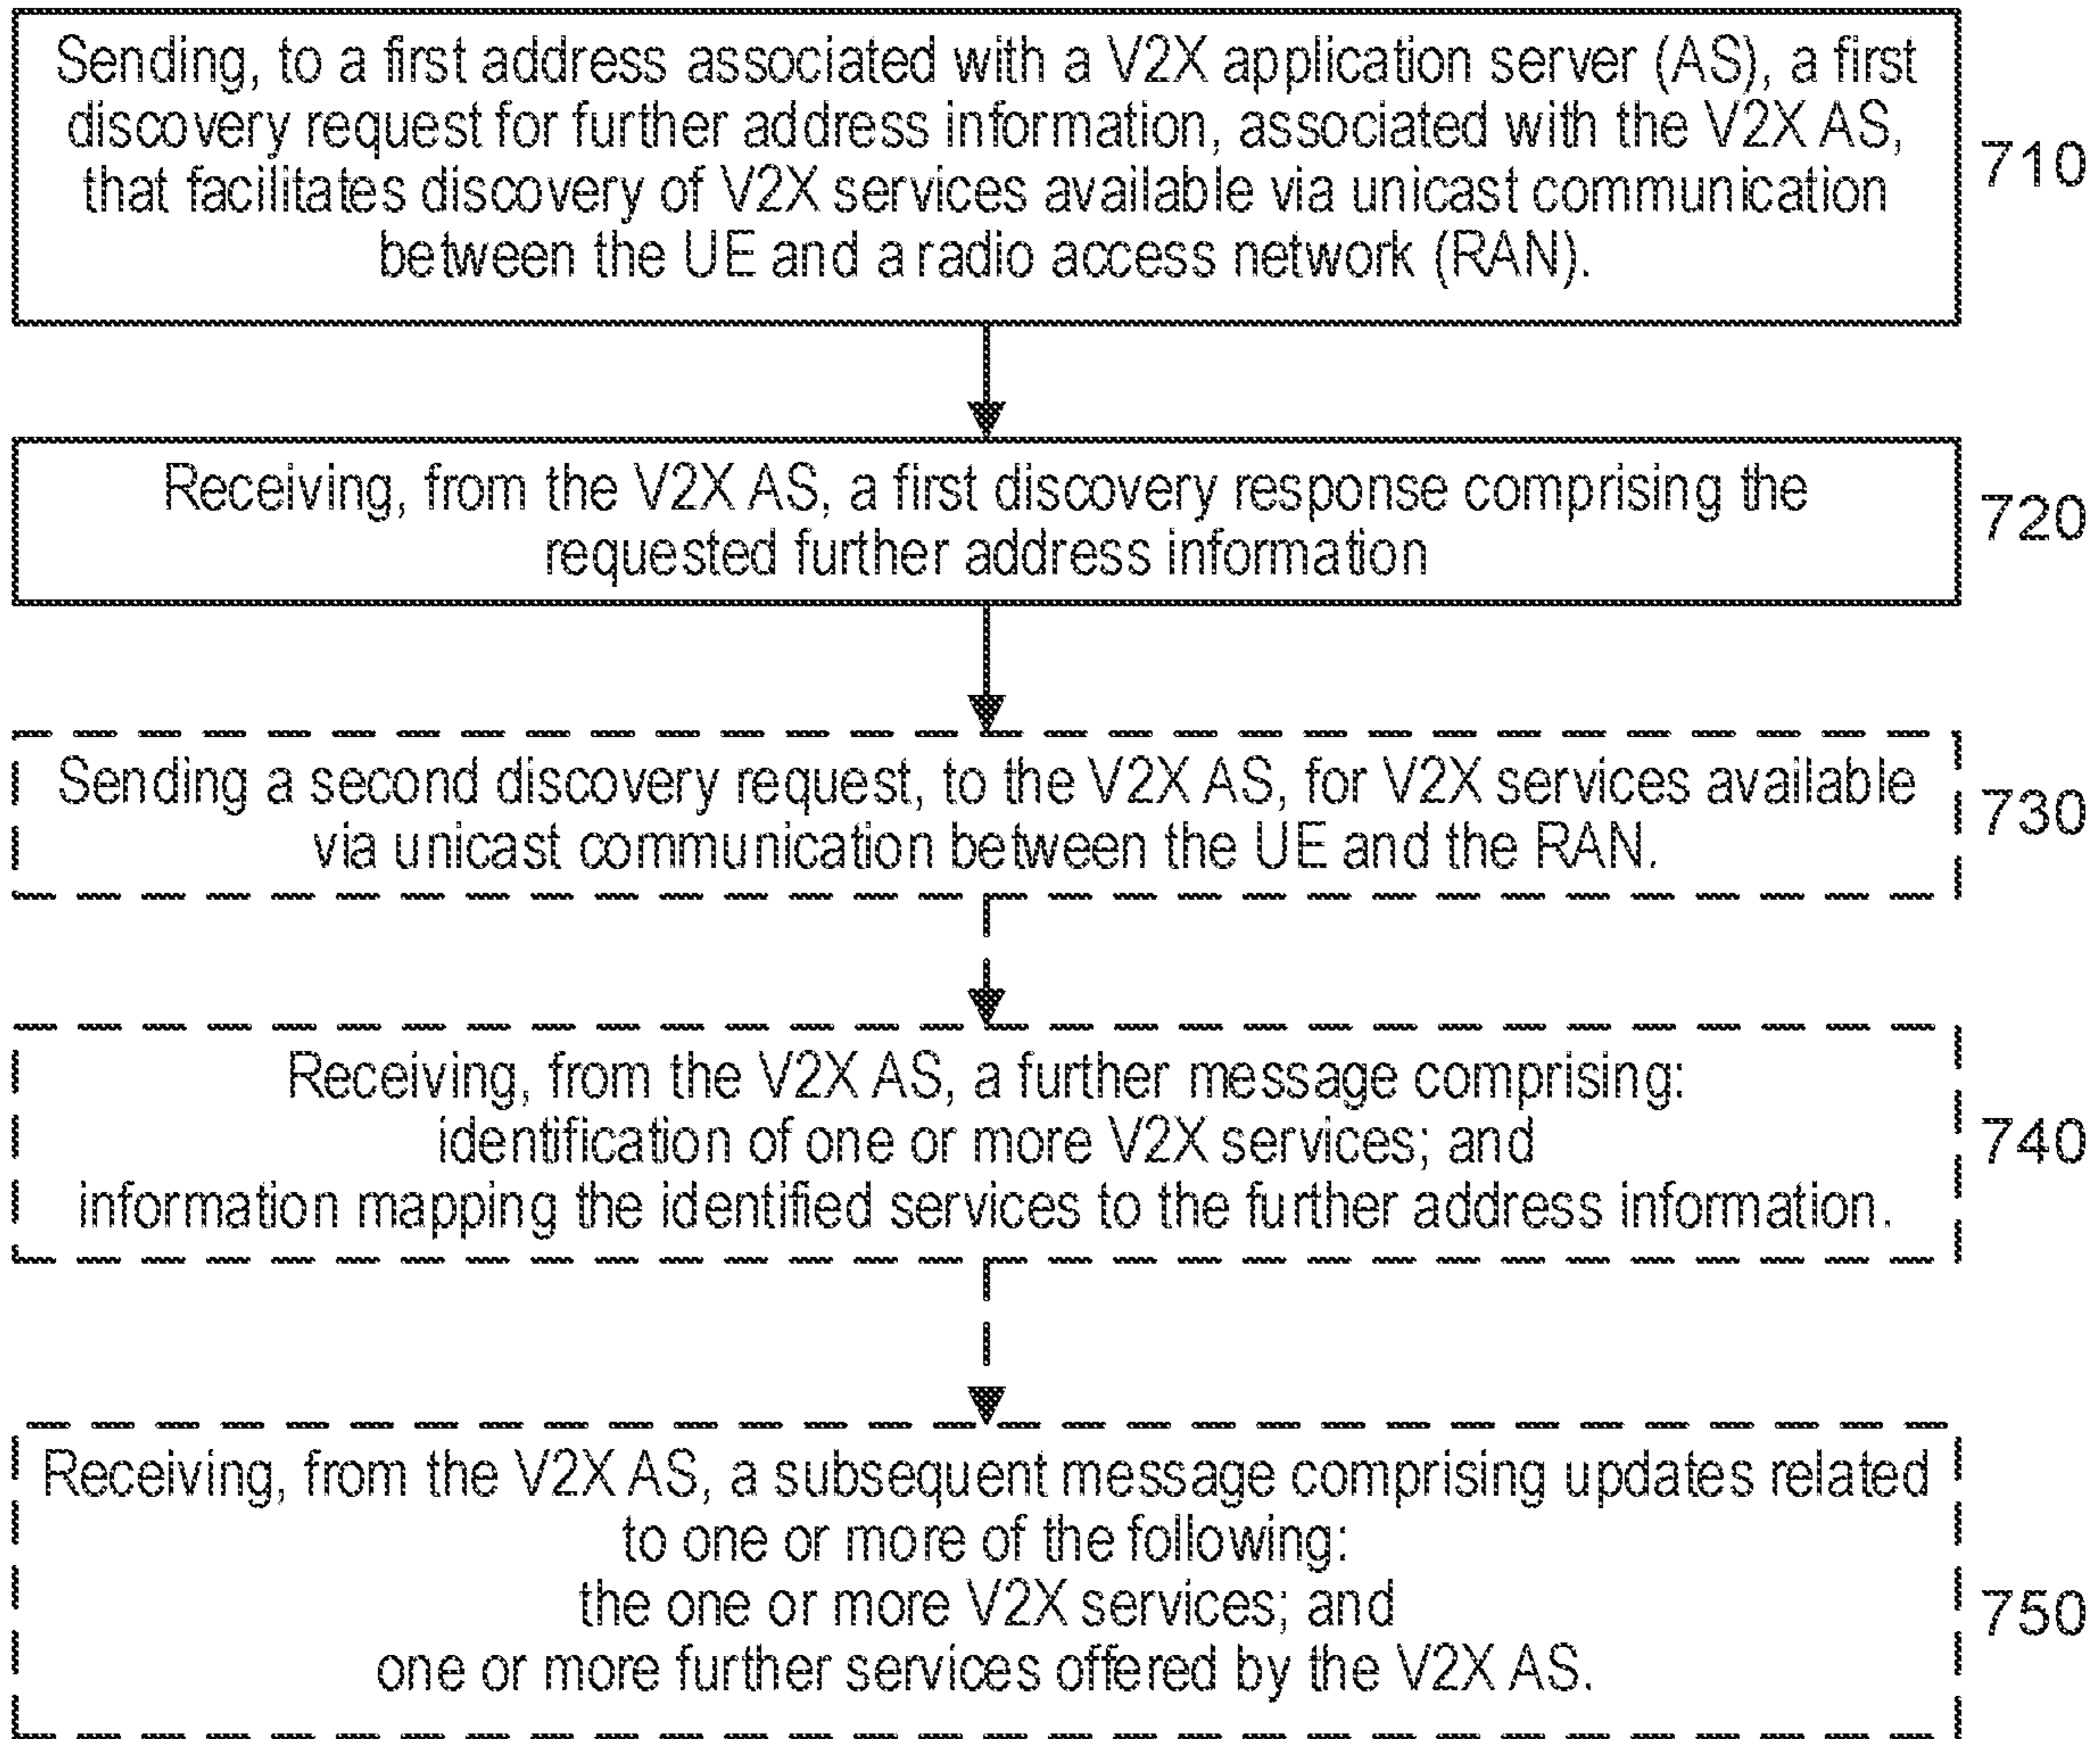 Sending, to a first address associated with a V2X application server (AS), a first
discovery request for further address information, associated with the V2X AS,
that facilitates discovery of V2X services available via unicast communication
between the UE and a radio access network (RAN).
710
Receiving, from the V2X AS, a first discovery response comprising the
requested further address information
720
Sending a second discovery request, to the V2X AS, for V2X services available
via unicast communication between the UE and the RAN.
730
Receiving, from the V2X AS, a further message comprising:
identification of one or more V2X services; and
information mapping the identified services to the further address information.
740
Receiving, from the V2X AS, a subsequent message comprising updates related
to one or more of the following:
the one or more V2X services; and
one or more further services offered by the V2X AS.
750